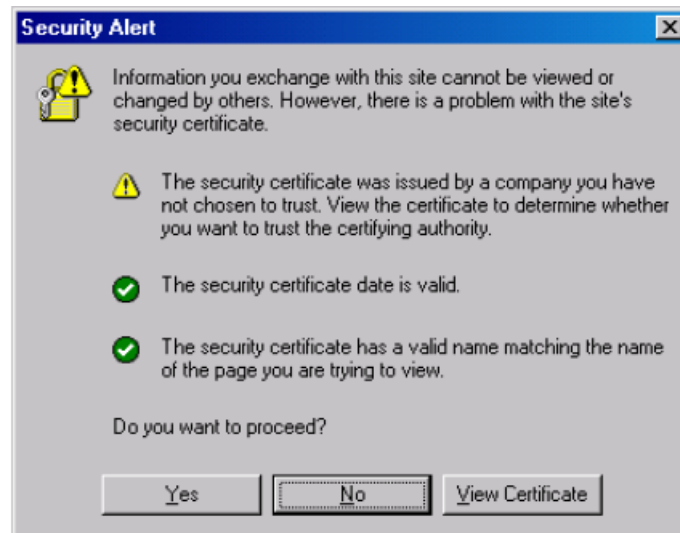 Security Alert
Information you exchange with this site cannot be viewed or
changed by others. However, there is a problem with the site's
security certificate.
The security certificate was issued by a company you have
not chosen to trust. View the certificate to determine whether
you want to trust the certifying authority.
The security certificate date is valid.
The security certificate has a valid name matching the name
of the page you are trying to view.
Do you want to proceed?
Yes No View Certificate